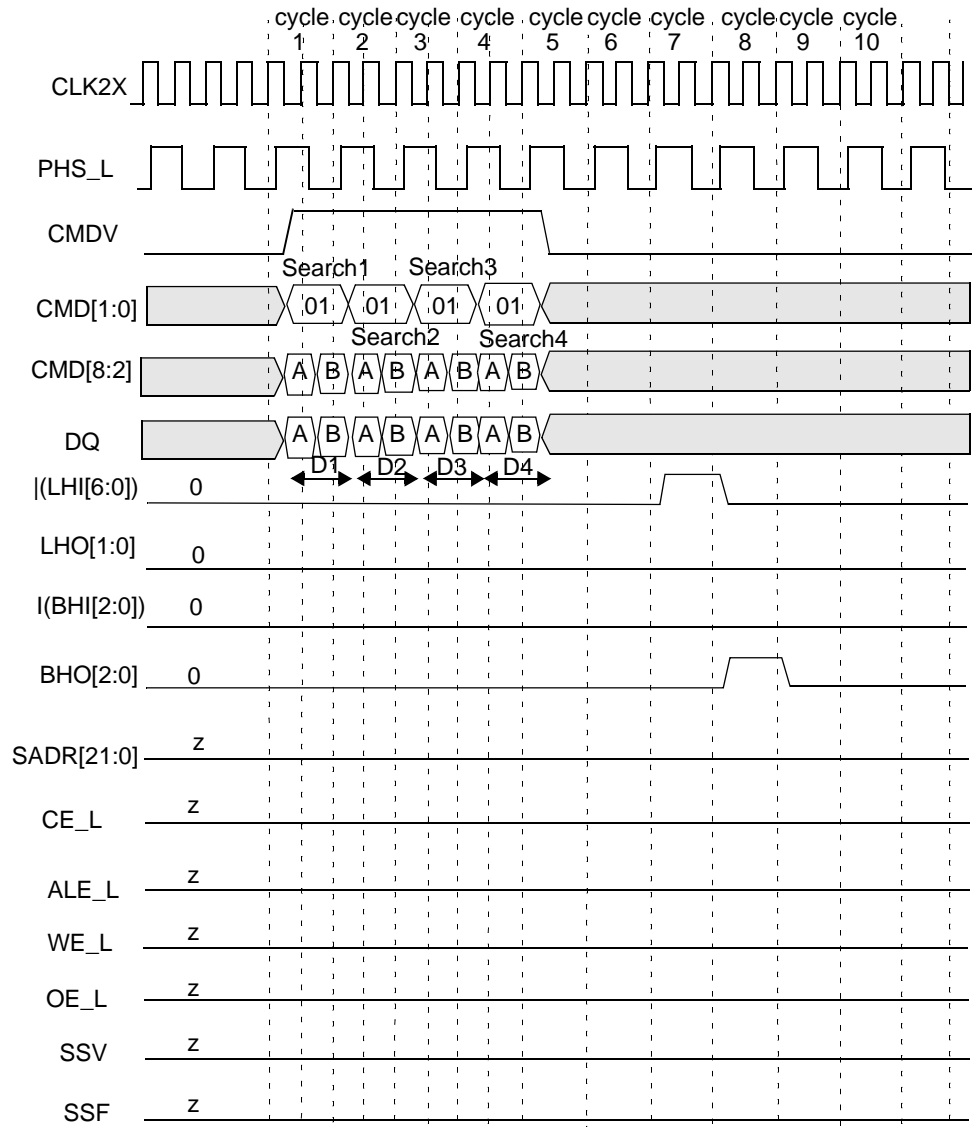 cycle cycle cycle cycle cycle cycle cycle cycle cycle cycle
1 2 3 4 5 6 7 8 9 10
CLK2X
PHS_L
CMDV
Search1 Search3
CMD[1:0] 01 01 01 01
Search2 Search4
CMD[8:2] A B A B A B A B
DQ A B A B A B A B
D1 D2 D3 D4
|(LHI[6:0]) 0
LHO[1:0] 0
I(BHI[2:0]) 0
BHO[2:0] 0
SADR[21:0] z
CE_L z
ALE_L z
WE_L z
OE_L z
SSV z
SSF z